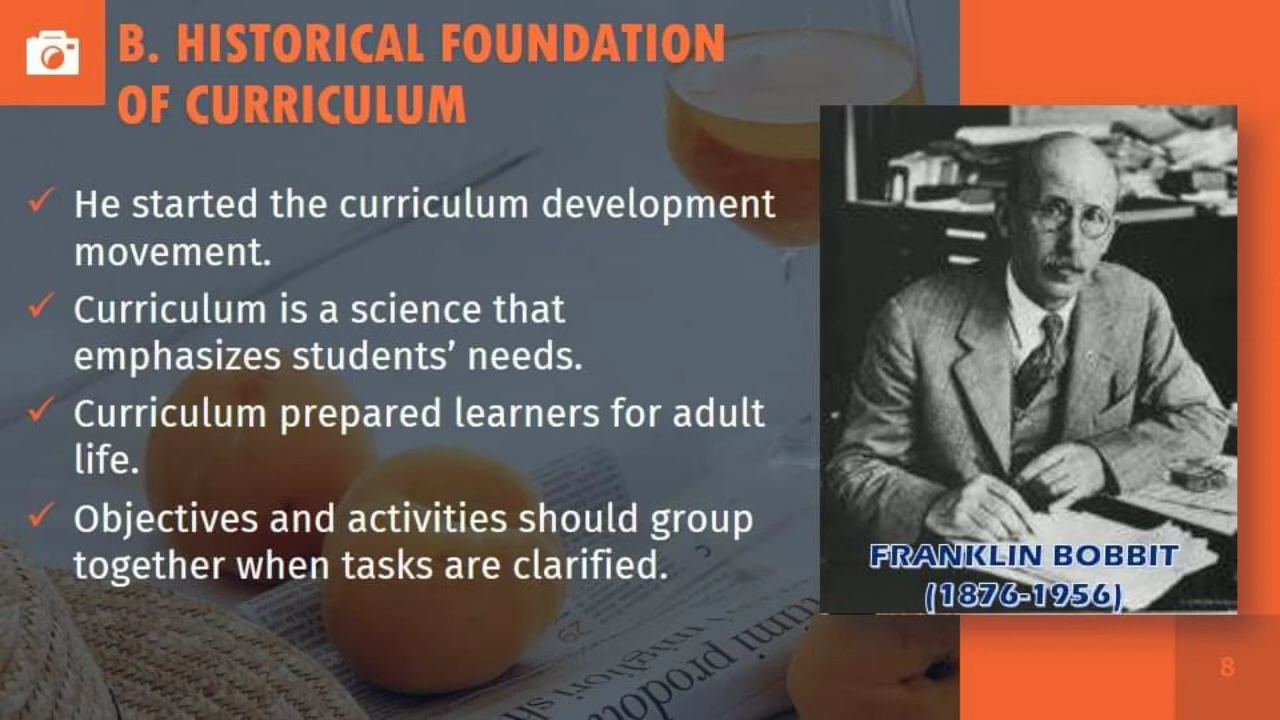 B. HISTORICAL FOUNDATION
OF CURRICULUM
✓ He started the curriculum development
movement.
✓ Curriculum is a science that
emphasizes students’ needs.
✓ Curriculum prepared learners for adult
life.
✓ Objectives and activities should group
together when tasks are clarified.
FRANKLIN BOBBIT
(1876-1956)
8